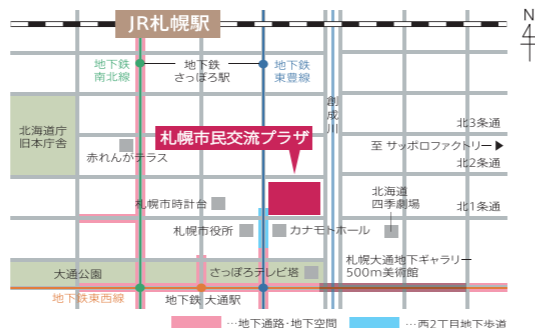 JR札幌駅
N
地下鉄
南北線
地下鉄
さっぽろ駅
地下鉄
東豊線
創成川
北海道庁
旧本庁舎
赤れんがテラス
札幌市民交流プラザ
北3条通
至 サッポロファクトリー▶
北2条通
札幌市時計台
北海道
四季劇場
北1条通
札幌市役所
カナモトホール
大通公園
さっぽろテレビ塔
札幌大通地下ギャラリー
500m美術館
地下鉄東西線
地下鉄 大通駅
…地下通路・地下空間
…西2丁目地下歩道